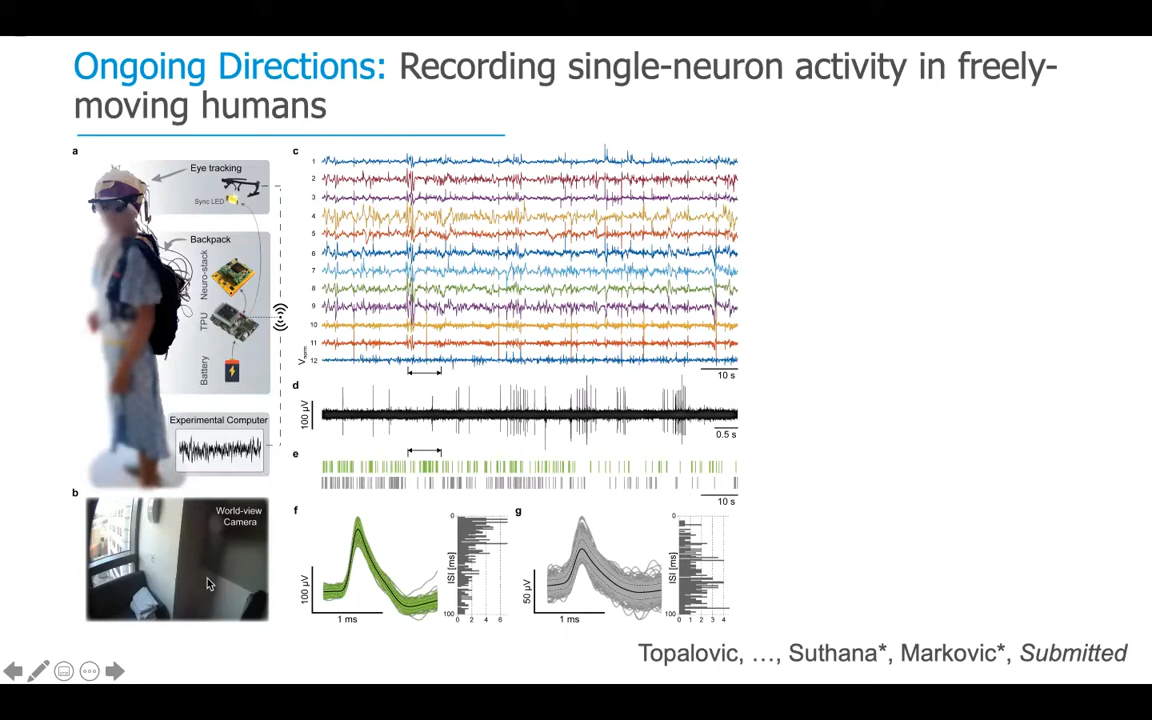 Ongoing Directions: Recording single-neuron activity in freely-
moving humans
a
Eye tracking
Sync LED
Backpack
Neuro-stack
TPU
Battery
Experimental Computer
b
World-view
Camera
c
1
2
3
4
5
6
7
8
9
10
11
12
Vnorm
10 s
d
100 µV
0.5 s
e
10 s
f
100 µV
1 ms
0
ISI [ms]
100
0 2 4 6
g
50 µV
1 ms
0
ISI [ms]
100
0 1 2 3 4
Topalovic, …, Suthana*, Markovic*, Submitted